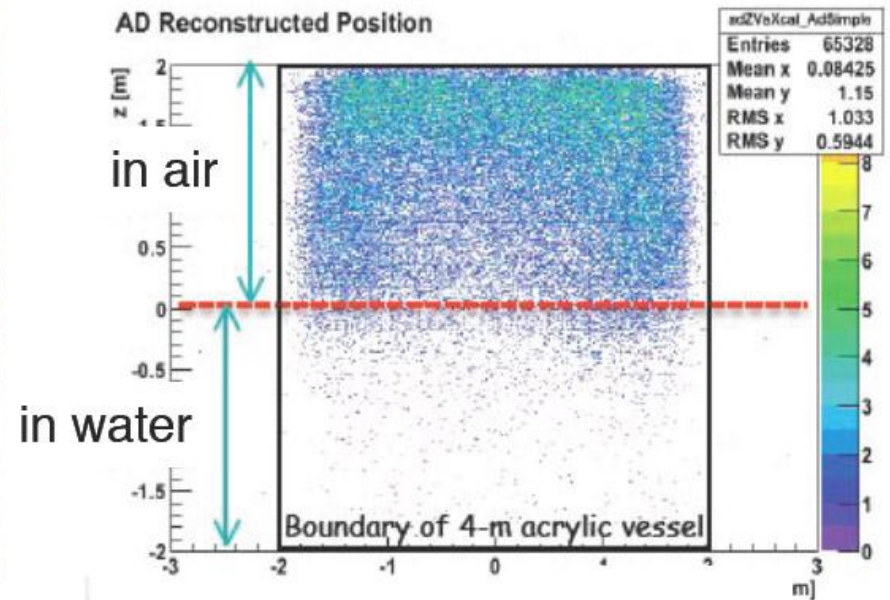 AD Reconstructed Position
adZVsXcal_AdSimple
Entries 65328
Mean x 0.08425
Mean y 1.15
RMS x 1.033
RMS y 0.5944
z [m]
2
in air
0.5
0
-0.5
in water
-1.5
-2
Boundary of 4-m acrylic vessel
-3 -2 -1 0 3
m]
8
7
6
5
4
3
2
1
0